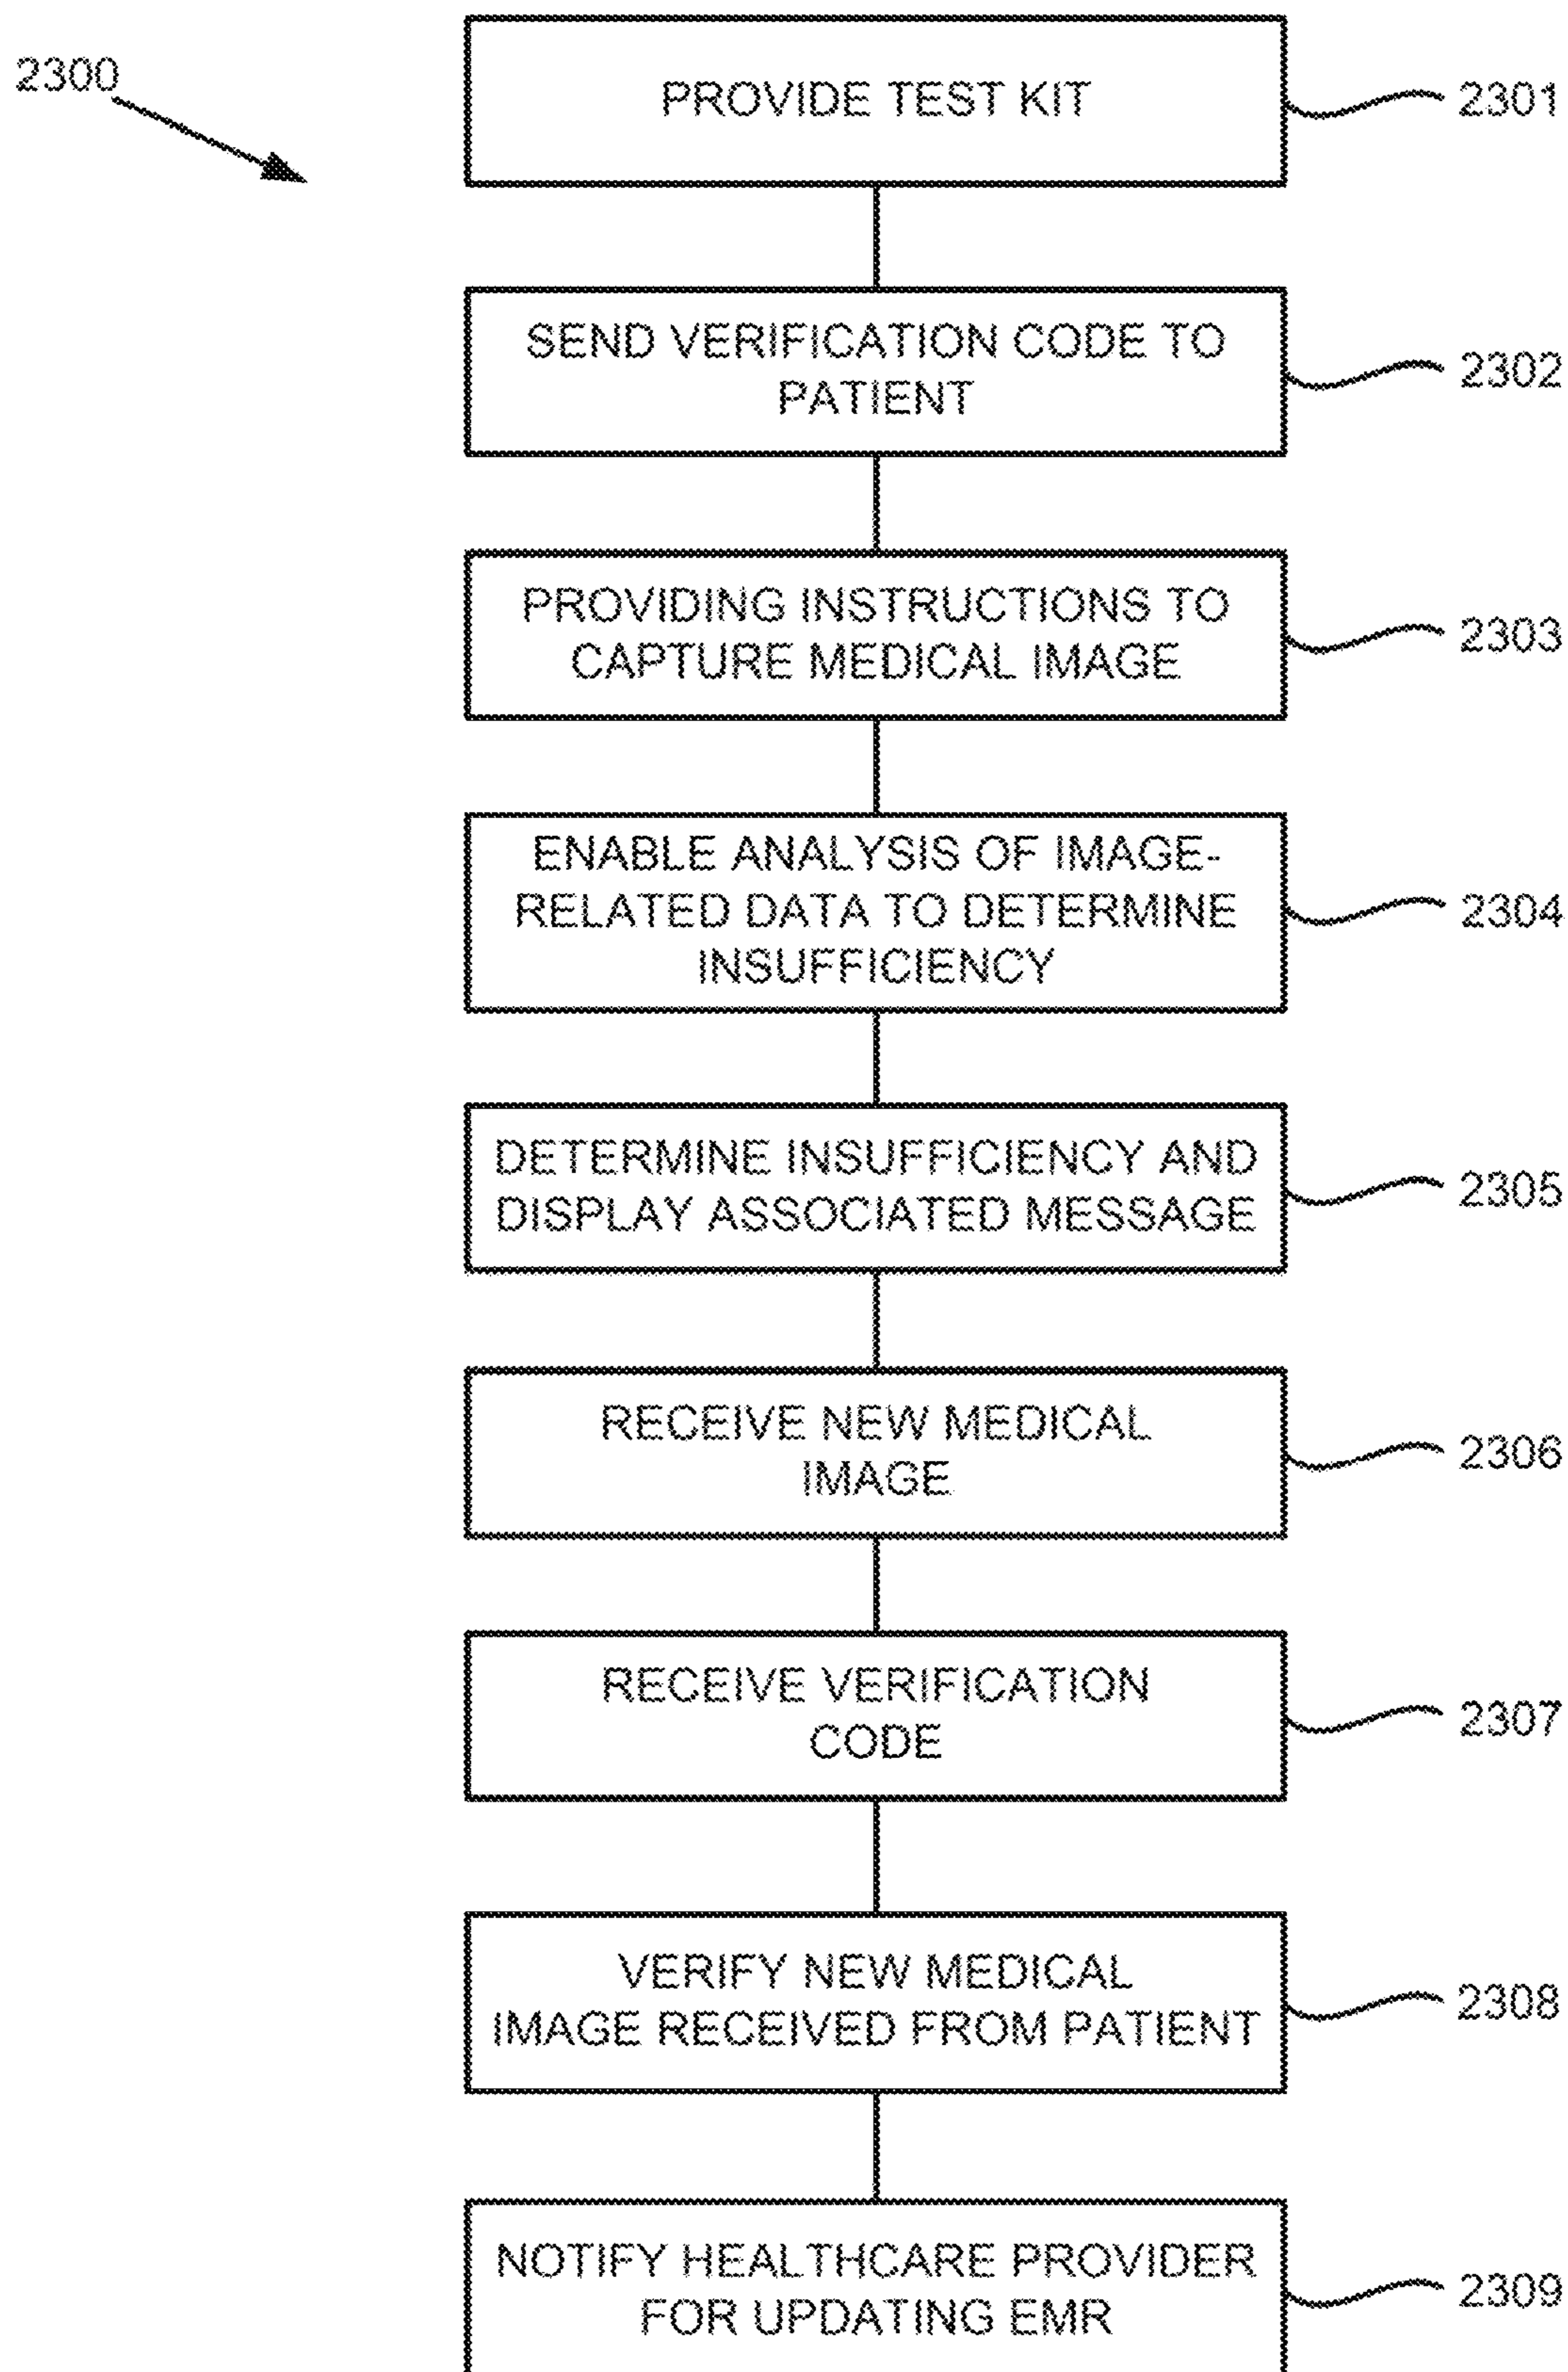 2300
PROVIDE TEST KIT
2301
SEND VERIFICATION CODE TO
PATIENT
2302
PROVIDING INSTRUCTIONS TO
CAPTURE MEDICAL IMAGE
2303
ENABLE ANALYSIS OF IMAGE-
RELATED DATA TO DETERMINE
INSUFFICIENCY
2304
DETERMINE INSUFFICIENCY AND
DISPLAY ASSOCIATED MESSAGE
2305
RECEIVE NEW MEDICAL
IMAGE
2306
RECEIVE VERIFICATION
CODE
2307
VERIFY NEW MEDICAL
IMAGE RECEIVED FROM PATIENT
2308
NOTIFY HEALTHCARE PROVIDER
FOR UPDATING EMR
2309